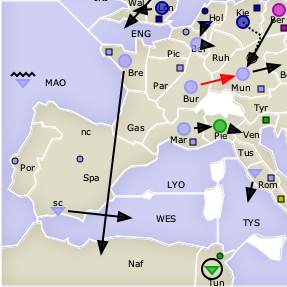 Wal
Lon
Hol
Kie
Ber
ENG
Bel
Pic
Ruh
Bre
MAO
Par
Bur
Mun
Tyr
nc
Gas
Mar
Pie
Ven
Por
Spa
Tus
LYO
Rom
sc
WES
TYS
Naf
Tun